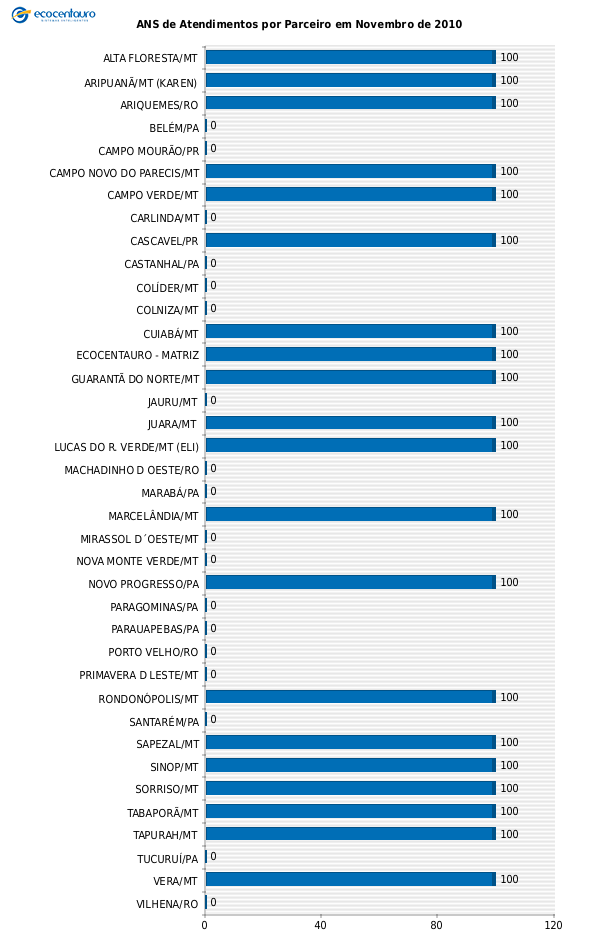 ecocentauro
ANS de Atendimentos por Parceiro em Novembro de 2010
ALTA FLORESTA/MT 100
ARIPUANÃ/MT (KAREN) 100
ARIQUEMES/RO 100
BELÉM/PA 0
CAMPO MOURÃO/PR 0
CAMPO NOVO DO PARECIS/MT 100
CAMPO VERDE/MT 100
CARLINDA/MT 0
CASCAVEL/PR 100
CASTANHAL/PA 0
COLÍDER/MT 0
COLNIZA/MT 0
CUIABÁ/MT 100
ECOCENTAURO - MATRIZ 100
GUARANTÃ DO NORTE/MT 100
JAURU/MT 0
JUARA/MT 100
LUCAS DO R. VERDE/MT (ELI) 100
MACHADINHO D OESTE/RO 0
MARABÁ/PA 0
MARCELÂNDIA/MT 100
MIRASSOL D´OESTE/MT 0
NOVA MONTE VERDE/MT 0
NOVO PROGRESSO/PA 100
PARAGOMINAS/PA 0
PARAUAPEBAS/PA 0
PORTO VELHO/RO 0
PRIMAVERA D LESTE/MT 0
RONDONÓPOLIS/MT 100
SANTARÉM/PA 0
SAPEZAL/MT 100
SINOP/MT 100
SORRISO/MT 100
TABAPORÃ/MT 100
TAPURAH/MT 100
TUCURUÍ/PA 0
VERA/MT 100
VILHENA/RO 0
0 40 80 120